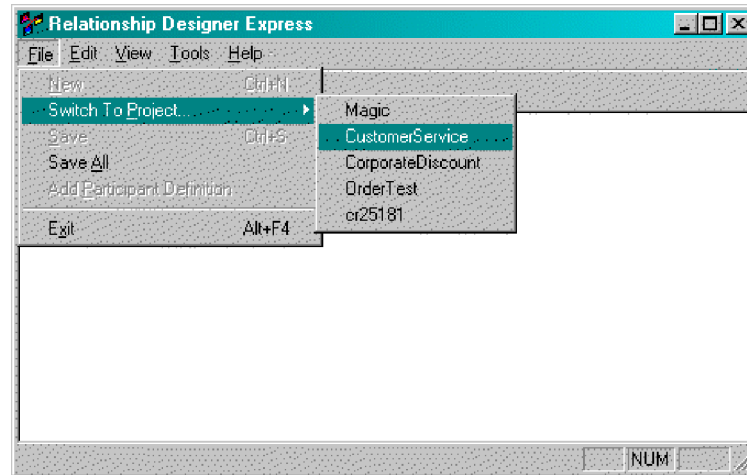 Relationship Designer Express
File Edit View Tools Help
New Ctrl+N
Switch To Project...
Save Ctrl+S
Save All
Add Participant Definition
Exit Alt+F4
Magic
CustomerService
CorporateDiscount
OrderTest
cr25181
NUM